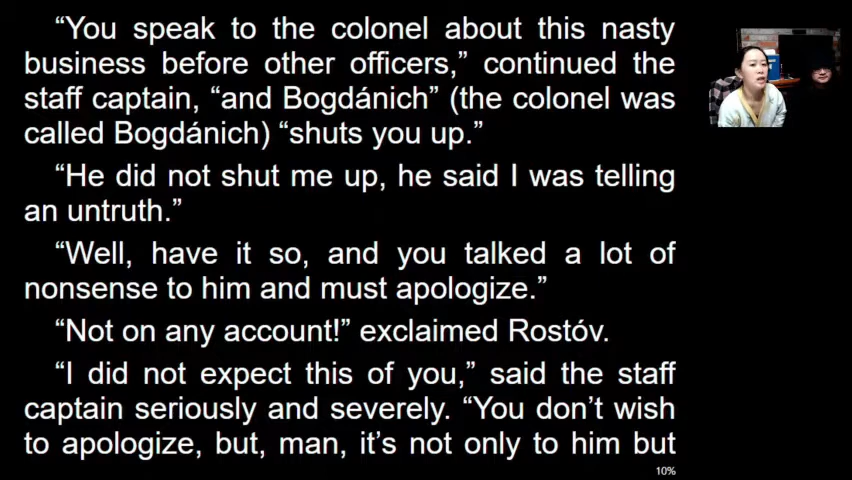 “You speak to the colonel about this nasty
business before other officers,” continued the
staff captain, “and Bogdánich” (the colonel was
called Bogdánich) “shuts you up.”
“He did not shut me up, he said I was telling
an untruth.”
“Well, have it so, and you talked a lot of
nonsense to him and must apologize.”
“Not on any account!” exclaimed Rostóv.
“I did not expect this of you,” said the staff
captain seriously and severely. “You don’t wish
to apologize, but, man, it’s not only to him but
10%